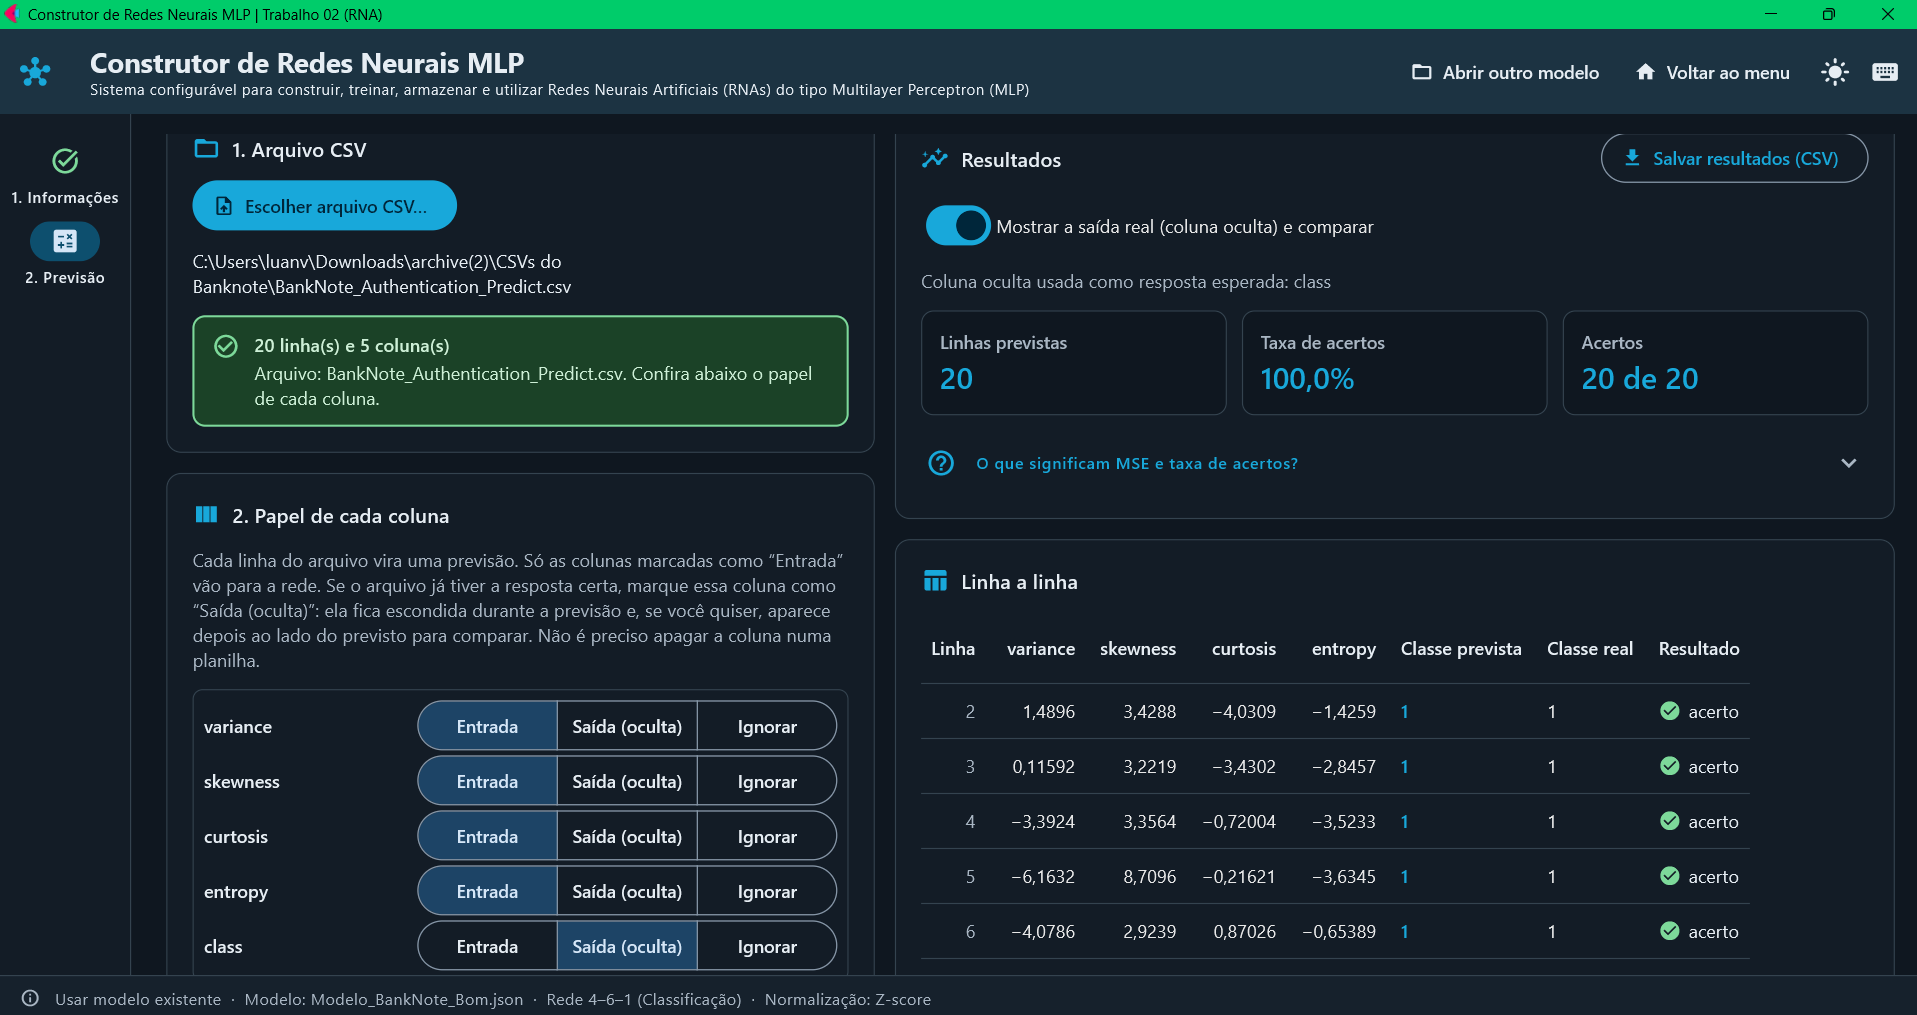 Construtor de Redes Neurais MLP | Trabalho 02 (RNA)
Construtor de Redes Neurais MLP
Sistema configurável para construir, treinar, armazenar e utilizar Redes Neurais Artificiais (RNAs) do tipo Multilayer Perceptron (MLP)
Abrir outro modelo
Voltar ao menu
1. Informações
2. Previsão
1. Arquivo CSV
Escolher arquivo CSV...
C:\Users\luanv\Downloads\archive(2)\CSVs do
Banknote\BankNote_Authentication_Predict.csv
20 linha(s) e 5 coluna(s)
Arquivo: BankNote_Authentication_Predict.csv. Confira abaixo o papel
de cada coluna.
2. Papel de cada coluna
Cada linha do arquivo vira uma previsão. Só as colunas marcadas como “Entrada”
vão para a rede. Se o arquivo já tiver a resposta certa, marque essa coluna como
“Saída (oculta)”: ela fica escondida durante a previsão e, se você quiser, aparece
depois ao lado do previsto para comparar. Não é preciso apagar a coluna numa
planilha.
variance Entrada Saída (oculta) Ignorar
skewness Entrada Saída (oculta) Ignorar
curtosis Entrada Saída (oculta) Ignorar
entropy Entrada Saída (oculta) Ignorar
class Entrada Saída (oculta) Ignorar
Resultados
Salvar resultados (CSV)
Mostrar a saída real (coluna oculta) e comparar
Coluna oculta usada como resposta esperada: class
Linhas previstas
20
Taxa de acertos
100,0%
Acertos
20 de 20
O que significam MSE e taxa de acertos?
Linha a linha
Linha variance skewness curtosis entropy Classe prevista Classe real Resultado
2 1,4896 3,4288 −4,0309 −1,4259 1 1 acerto
3 0,11592 3,2219 −3,4302 −2,8457 1 1 acerto
4 −3,3924 3,3564 −0,72004 −3,5233 1 1 acerto
5 −6,1632 8,7096 −0,21621 −3,6345 1 1 acerto
6 −4,0786 2,9239 0,87026 −0,65389 1 1 acerto
Usar modelo existente · Modelo: Modelo_BankNote_Bom.json · Rede 4–6–1 (Classificação) · Normalização: Z-score